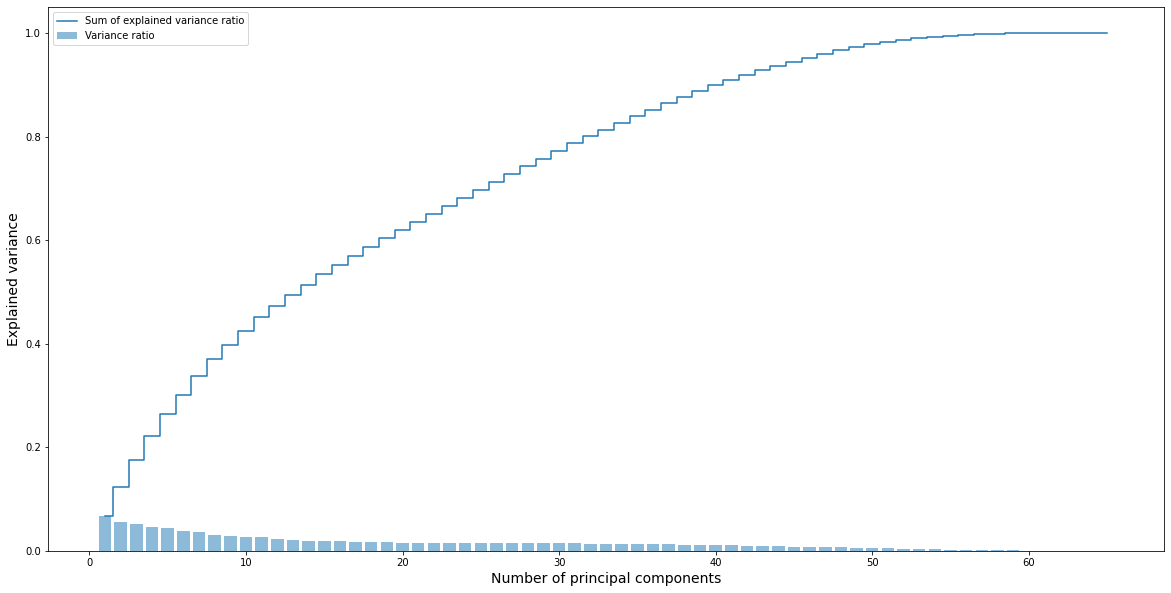 Sum of explained variance ratio
Variance ratio
Explained variance
1.0
0.8
0.6
0.4
0.2
0.0
0 10 20 30 40 50 60
Number of principal components